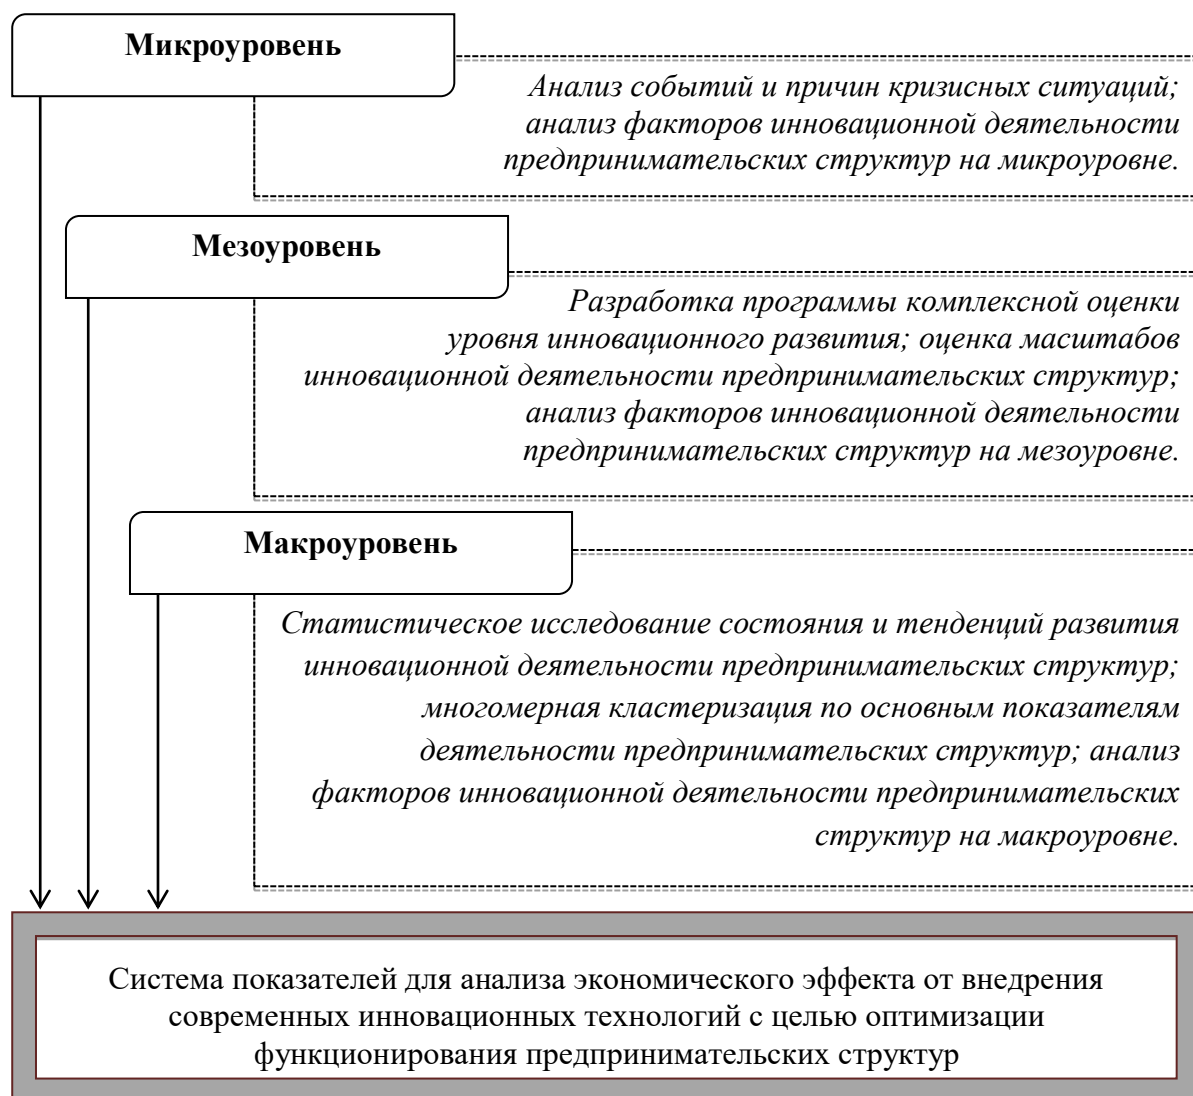 Микроуровень
Анализ событий и причин кризисных ситуаций;
анализ факторов инновационной деятельности
предпринимательских структур на микроуровне.
Мезоуровень
Разработка программы комплексной оценки
уровня инновационного развития; оценка масштабов
инновационной деятельности предпринимательских структур;
анализ факторов инновационной деятельности
предпринимательских структур на мезоуровне.
Макроуровень
Статистическое исследование состояния и тенденций развития
инновационной деятельности предпринимательских структур;
многомерная кластеризация по основным показателям
деятельности предпринимательских структур; анализ
факторов инновационной деятельности предпринимательских
структур на макроуровне.
Система показателей для анализа экономического эффекта от внедрения
современных инновационных технологий с целью оптимизации
функционирования предпринимательских структур